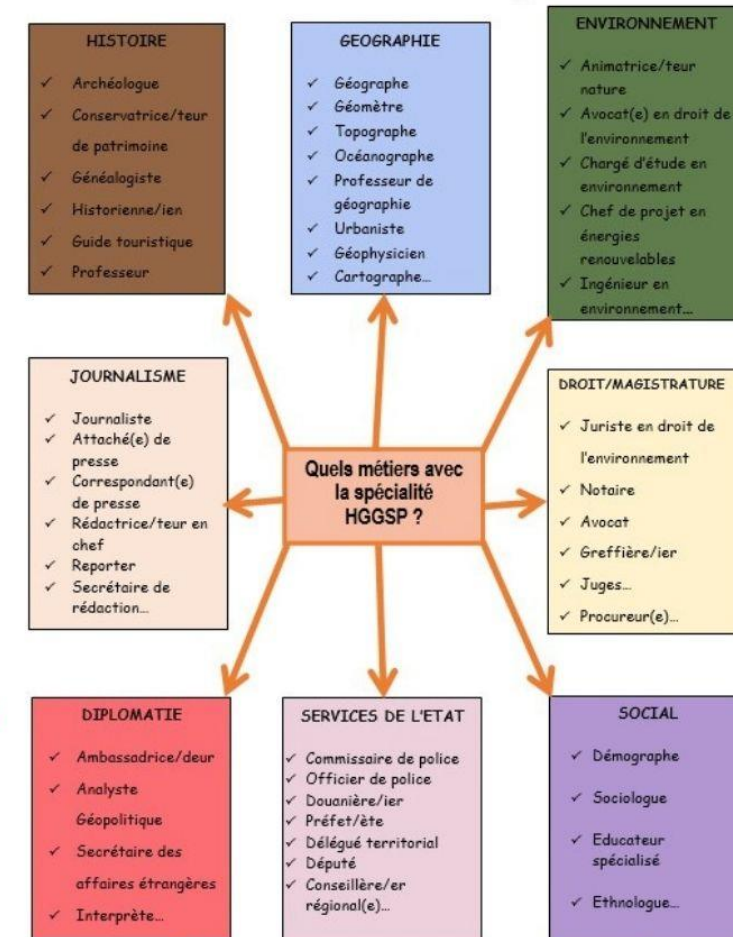 HISTOIRE
✓ Archéologue
✓ Conservatrice/teur
de patrimoine
✓ Généalogiste
✓ Historienne/ien
✓ Guide touristique
✓ Professeur
GEOGRAPHIE
✓ Géographe
✓ Géomètre
✓ Topographe
✓ Océanographe
✓ Professeur de
géographie
✓ Urbaniste
✓ Géophysicien
✓ Cartographe…
ENVIRONNEMENT
✓ Animatrice/teur
nature
✓ Avocat(e) en droit de
l'environnement
✓ Chargé d'étude en
environnement
✓ Chef de projet en
énergies
renouvelables
✓ Ingénieur en
environnement…
JOURNALISME
✓ Journaliste
✓ Attaché(e) de
presse
✓ Correspondant(e)
de presse
✓ Rédactrice/teur en
chef
✓ Reporter
✓ Secrétaire de
rédaction…
Quels métiers avec
la spécialité
HGGSP ?
DROIT/MAGISTRATURE
✓ Juriste en droit de
l'environnement
✓ Notaire
✓ Avocat
✓ Greffière/ier
✓ Juges…
✓ Procureur(e)…
DIPLOMATIE
✓ Ambassadrice/deur
✓ Analyste
Géopolitique
✓ Secrétaire des
affaires étrangères
✓ Interprète…
SERVICES DE L'ETAT
✓ Commissaire de police
✓ Officier de police
✓ Douanière/ier
✓ Préfet/ète
✓ Délégué territorial
✓ Député
✓ Conseillère/er
régional(e)…
SOCIAL
✓ Démographe
✓ Sociologue
✓ Educateur
spécialisé
✓ Ethnologue…